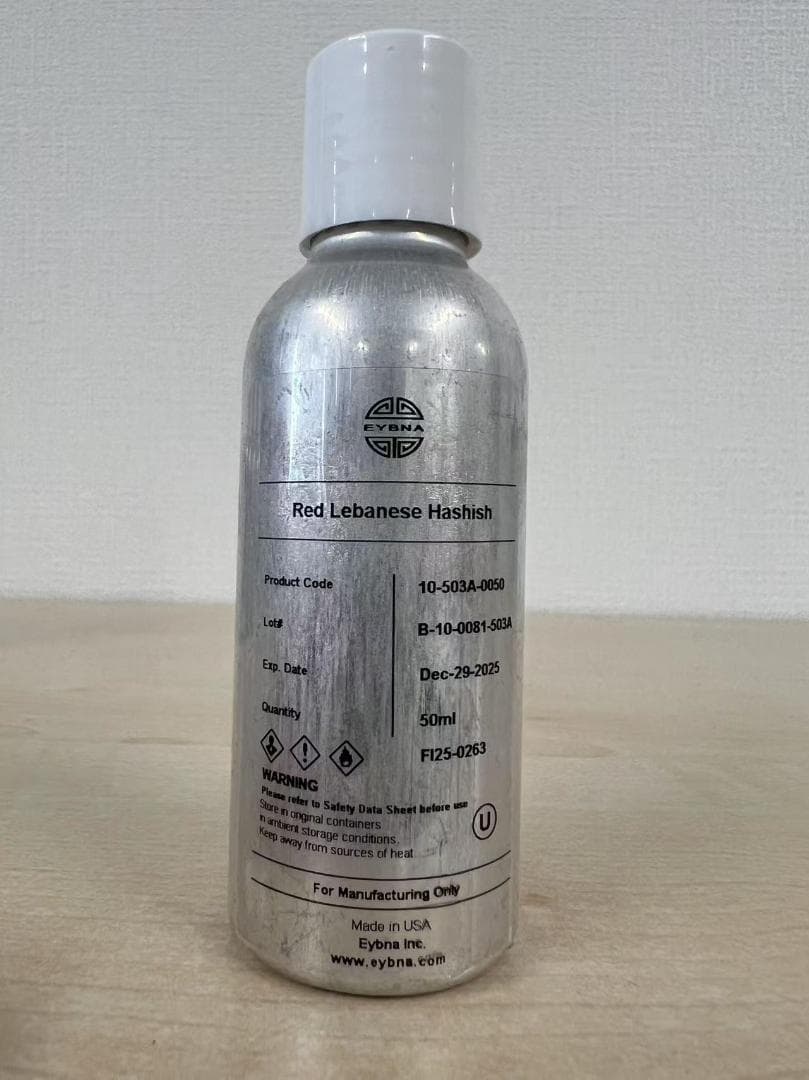 EYBNA
Red Lebanese Hashish
Product Code 10-503A-0050
Lot# B-10-0081-503A
Exp. Date Dec-29-2025
Quantity 50ml
FI25-0263
WARNING
Please refer to Safety Data Sheet before use
Store in original containers
in ambient storage conditions.
Keep away from sources of heat
U
For Manufacturing Only
Made in USA
Eybna Inc.
www.eybna.com